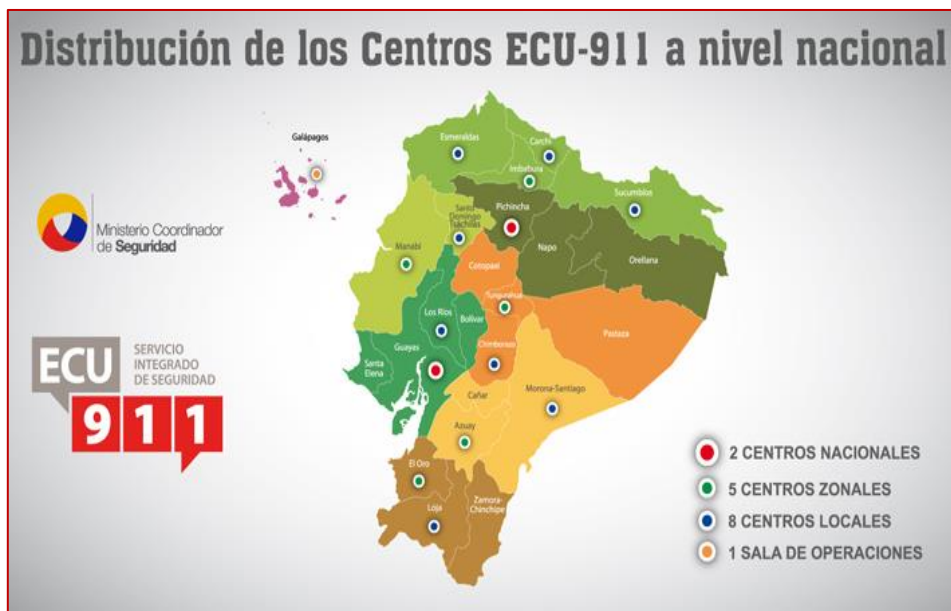 Distribución de los Centros ECU-911 a nivel nacional
Galápagos
Esmeraldas
Carchi
Imbabura
Sucumbíos
Ministerio Coordinador
de Seguridad
Santo
Domingo
Tsáchilas
Pichincha
Napo
Orellana
Manabí
Cotopaxi
Tungurahua
Los Ríos
Bolívar
Pastaza
Guayas
Chimborazo
Santa
Elena
ECU
911
SERVICIO
INTEGRADO
DE SEGURIDAD
Cañar
Morona-Santiago
Azuay
El Oro
Loja
Zamora-
Chinchipe
2 CENTROS NACIONALES
5 CENTROS ZONALES
8 CENTROS LOCALES
1 SALA DE OPERACIONES